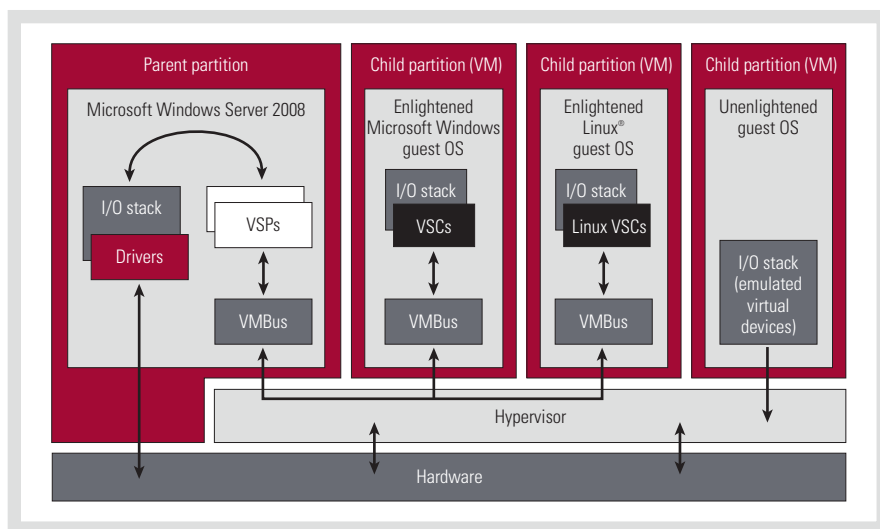 Parent partition
Microsoft Windows Server 2008
I/O stack
Drivers
VSPs
VMBus
Child partition (VM)
Enlightened
Microsoft Windows
guest OS
I/O stack
VSCs
VMBus
Child partition (VM)
Enlightened
Linux®
guest OS
I/O stack
Linux VSCs
VMBus
Child partition (VM)
Unenlightened
guest OS
I/O stack
(emulated
virtual
devices)
Hypervisor
Hardware